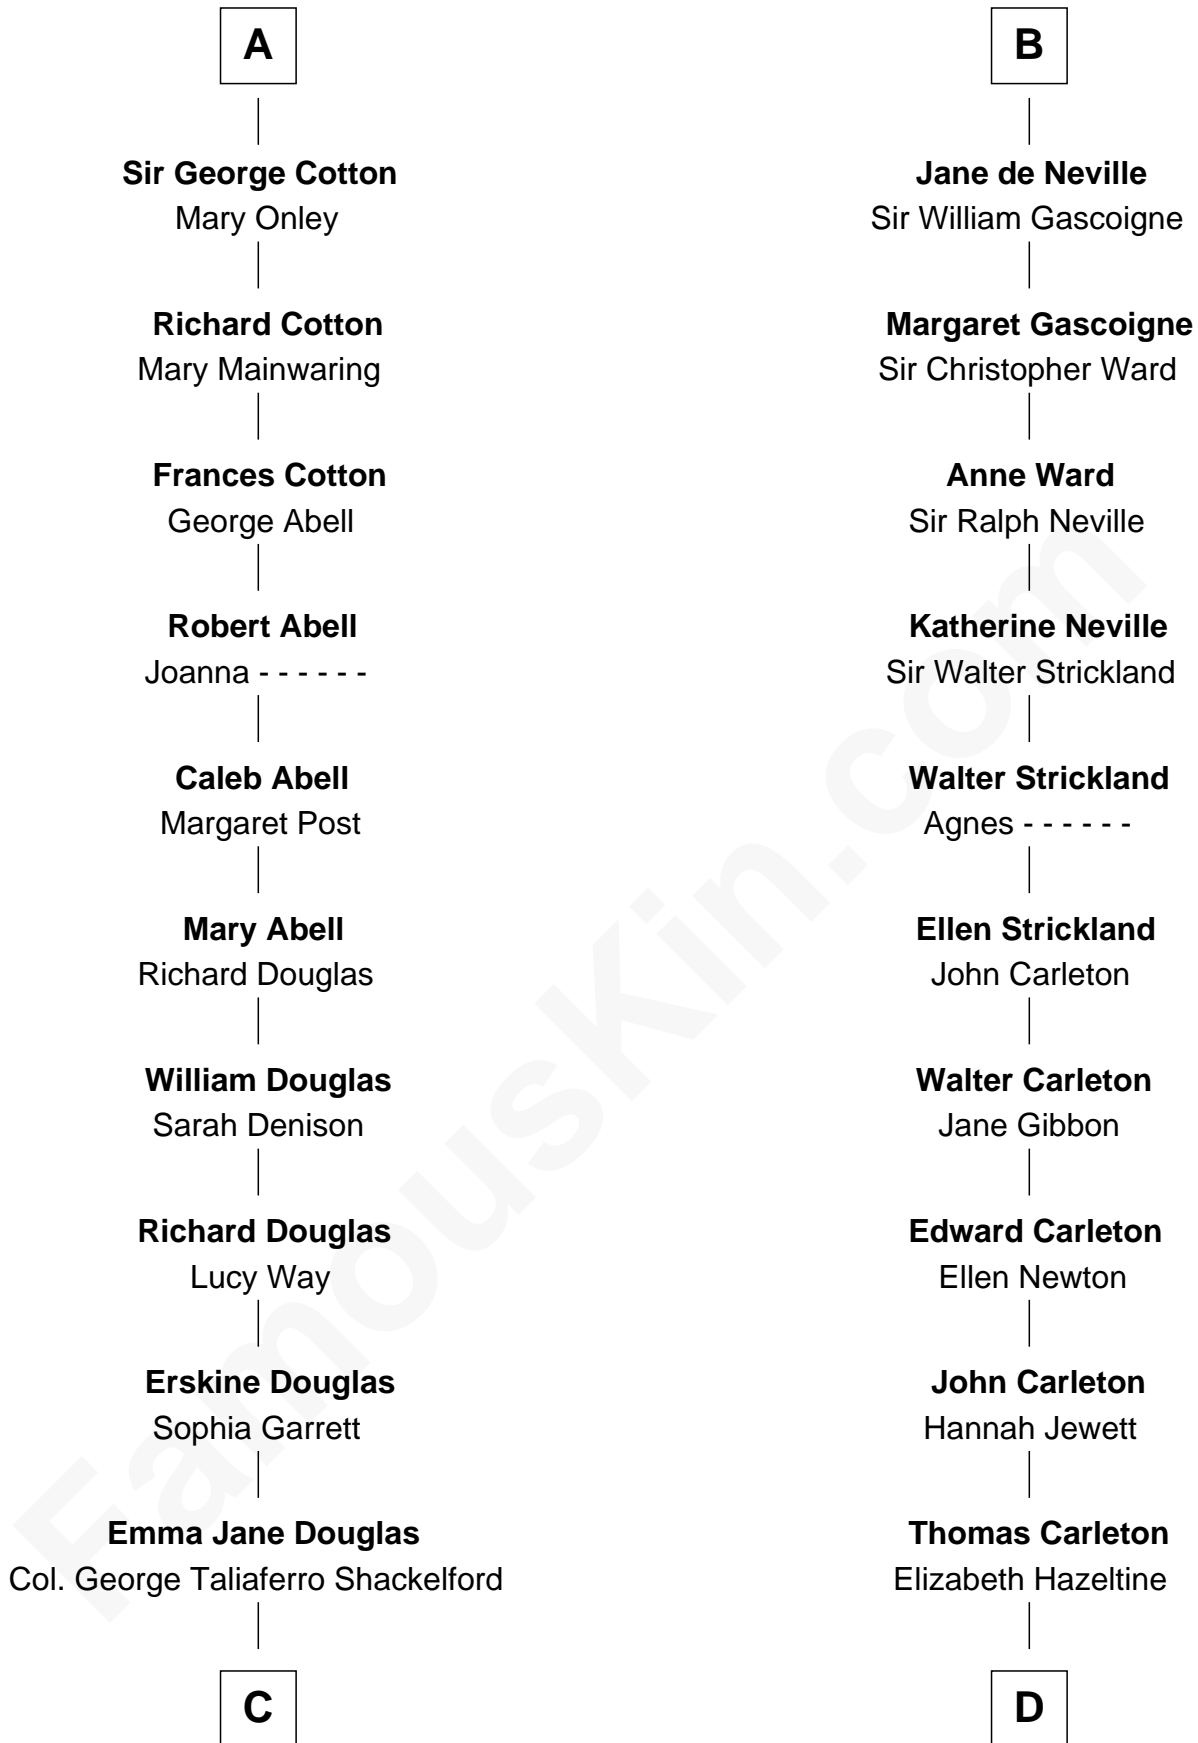 A
Sir George Cotton
Mary Onley
Richard Cotton
Mary Mainwaring
Frances Cotton
George Abell
Robert Abell
Joanna - - - - - -
Caleb Abell
Margaret Post
Mary Abell
Richard Douglas
William Douglas
Sarah Denison
Richard Douglas
Lucy Way
Erskine Douglas
Sophia Garrett
Emma Jane Douglas
Col. George Taliaferro Shackelford
C
B
Jane de Neville
Sir William Gascoigne
Margaret Gascoigne
Sir Christopher Ward
Anne Ward
Sir Ralph Neville
Katherine Neville
Sir Walter Strickland
Walter Strickland
Agnes - - - - - -
Ellen Strickland
John Carleton
Walter Carleton
Jane Gibbon
Edward Carleton
Ellen Newton
John Carleton
Hannah Jewett
Thomas Carleton
Elizabeth Hazeltine
D
FamousKin.com